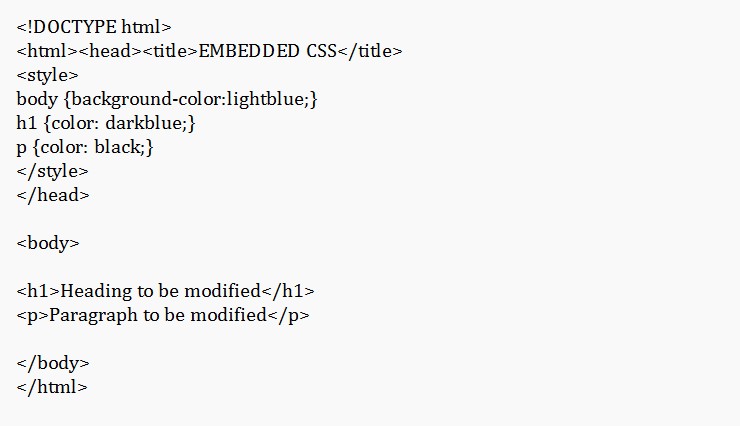 <!DOCTYPE html>
<html><head><title>EMBEDDED CSS</title>
<style>
body {background-color:lightblue;}
h1 {color: darkblue;}
p {color: black;}
</style>
</head>
<body>
<h1>Heading to be modified</h1>
<p>Paragraph to be modified</p>
</body>
</html>